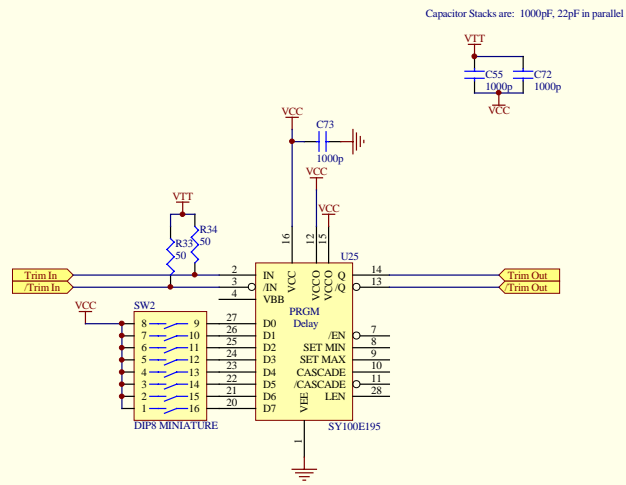 Capacitor Stacks are: 1000pF, 22pF in parallel
VTT
C55
1000p
C72
1000p
VCC
VCC
C73
1000p
VCC
VCC
VTT
R33
50
R34
50
16
12
15
U25
Trim In
/Trim In
2
3
4
IN
/IN
VBB
VCC
VCCO
VCCO
Q
/Q
14
13
Trim Out
/Trim Out
PRGM
Delay
VCC
SW2
8 9
7 10
6 11
5 12
4 13
3 14
2 15
1 16
DIP8 MINIATURE
27 D0
26 D1
25 D2
24 D3
23 D4
22 D5
21 D6
20 D7
/EN 7
SET MIN 8
SET MAX 9
CASCADE 10
/CASCADE 11
LEN 28
VEE
SY100E195
1